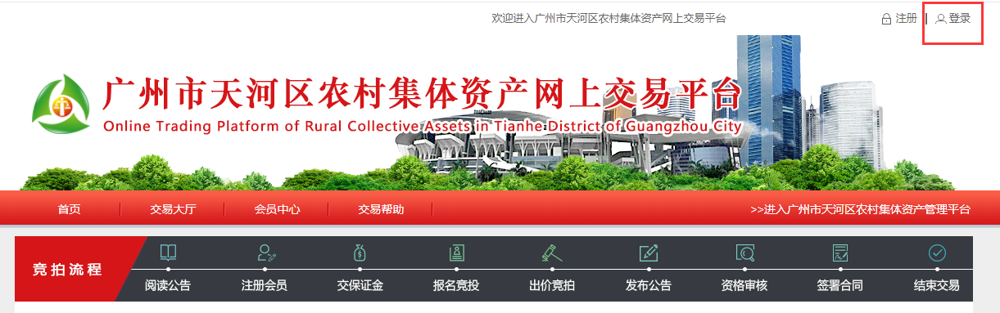 欢迎进入广州市天河区农村集体资产网上交易平台 注册 | 登录
广州市天河区农村集体资产网上交易平台
Online Trading Platform of Rural Collective Assets in Tianhe District of Guangzhou City
首页 交易大厅 会员中心 交易帮助 >>进入广州市天河区农村集体资产管理平台
竞拍流程
阅读公告 注册会员 交保证金 报名竞投 出价竞拍 发布公告 资格审核 签署合同 结束交易